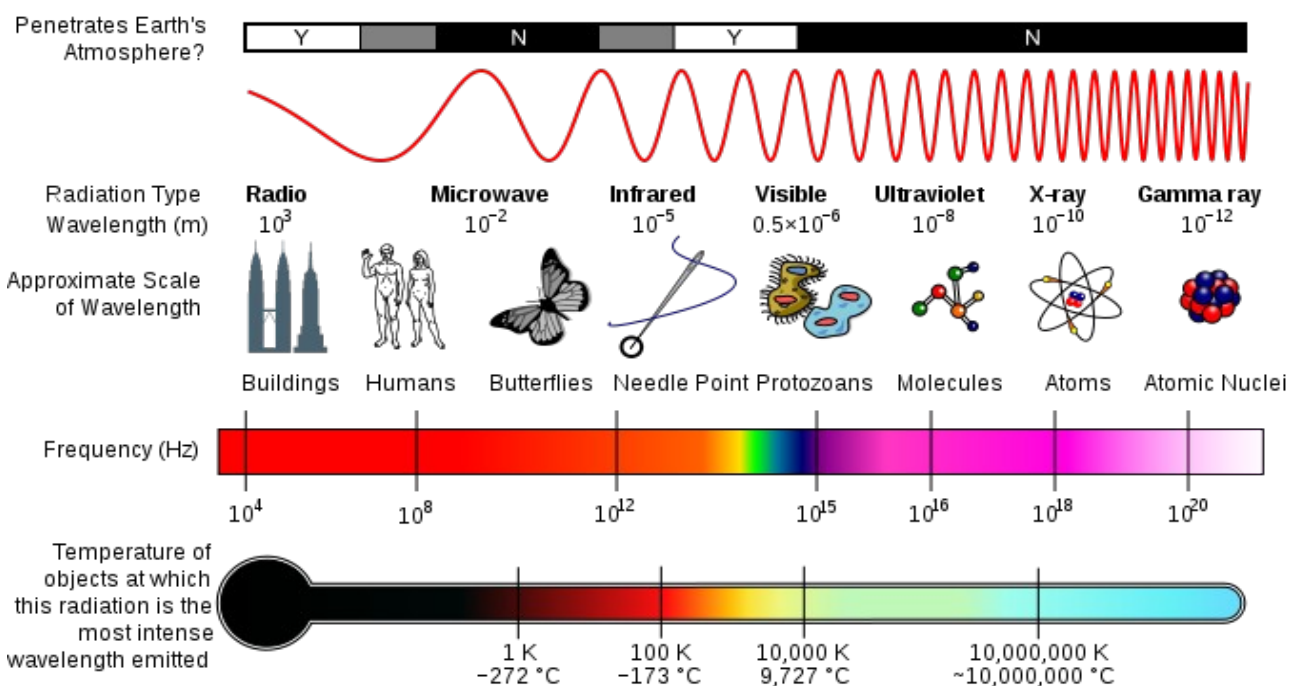 Penetrates Earth's
Atmosphere?
Y N Y N
Radiation Type
Radio Microwave Infrared Visible Ultraviolet X-ray Gamma ray
Wavelength (m)
10³ 10⁻² 10⁻⁵ 0.5×10⁻⁶ 10⁻⁸ 10⁻¹⁰ 10⁻¹²
Approximate Scale
of Wavelength
Buildings Humans Butterflies Needle Point Protozoans Molecules Atoms Atomic Nuclei
Frequency (Hz)
10⁴ 10⁸ 10¹² 10¹⁵ 10¹⁶ 10¹⁸ 10²⁰
Temperature of
objects at which
this radiation is the
most intense
wavelength emitted
1 K 100 K 10,000 K 10,000,000 K
−272 °C −173 °C 9,727 °C ~10,000,000 °C